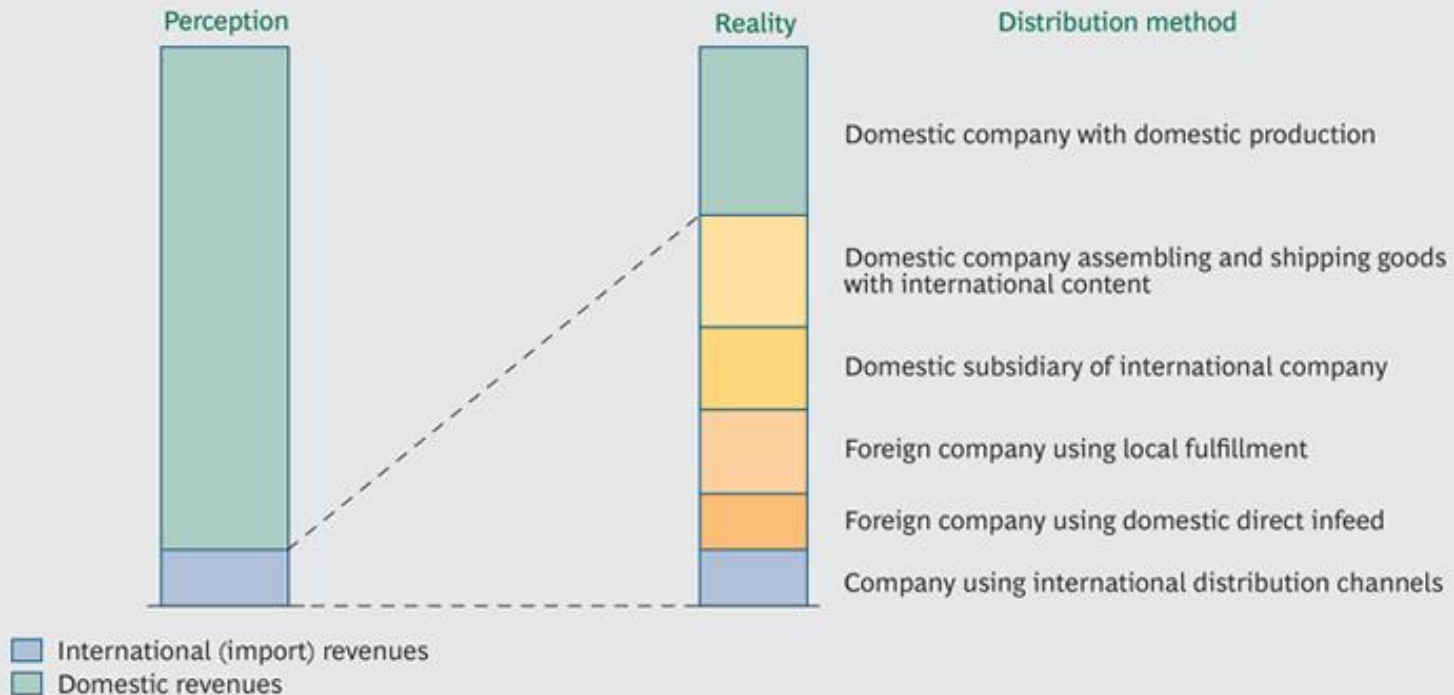 Perception
Reality
Distribution method
Domestic company with domestic production
Domestic company assembling and shipping goods
with international content
Domestic subsidiary of international company
Foreign company using local fulfillment
Foreign company using domestic direct infeed
Company using international distribution channels
International (import) revenues
Domestic revenues